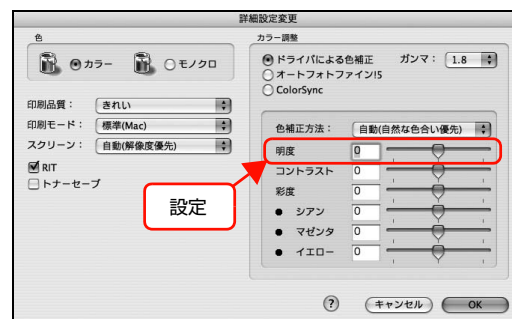 詳細設定変更
色
カラー
モノクロ
印刷品質： きれい
印刷モード： 標準(Mac)
スクリーン： 自動(解像度優先)
RIT
トナーセーブ
設定
カラー調整
ドライバによる色補正 ガンマ： 1.8
オートフォトファイン!5
ColorSync
色補正方法： 自動(自然な色合い優先)
明度 0
コントラスト 0
彩度 0
● シアン 0
● マゼンタ 0
● イエロー 0
? キャンセル OK